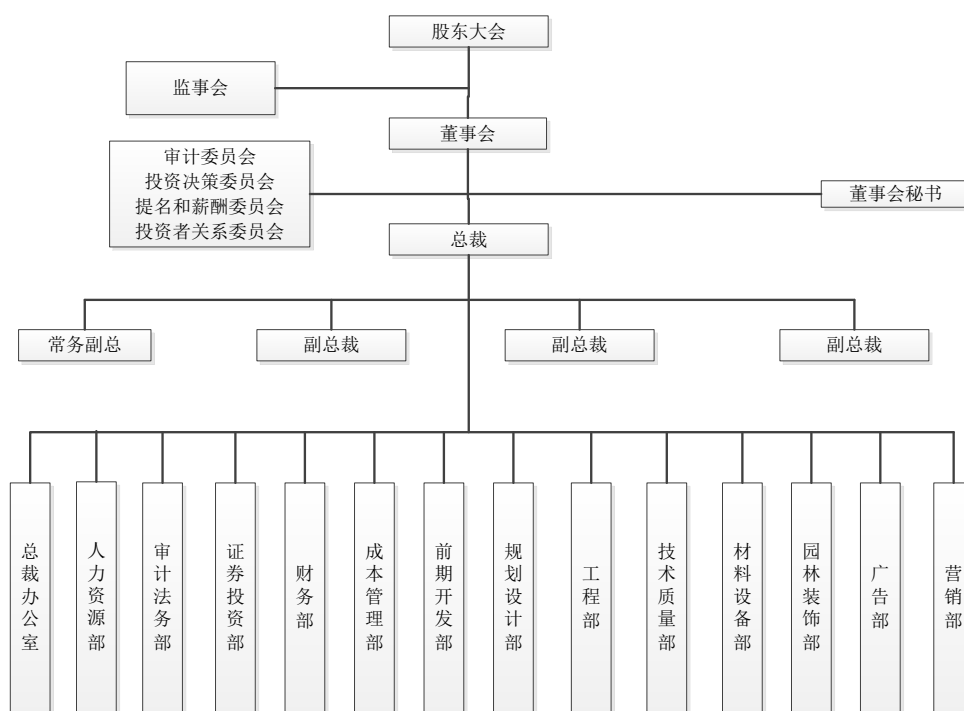 股东大会
监事会
董事会
审计委员会
投资决策委员会
提名和薪酬委员会
投资者关系委员会
董事会秘书
总裁
常务副总
副总裁
副总裁
副总裁
总裁办公室
人力资源部
审计法务部
证券投资部
财务部
成本管理部
前期开发部
规划设计部
工程部
技术质量部
材料设备部
园林装饰部
广告部
营销部